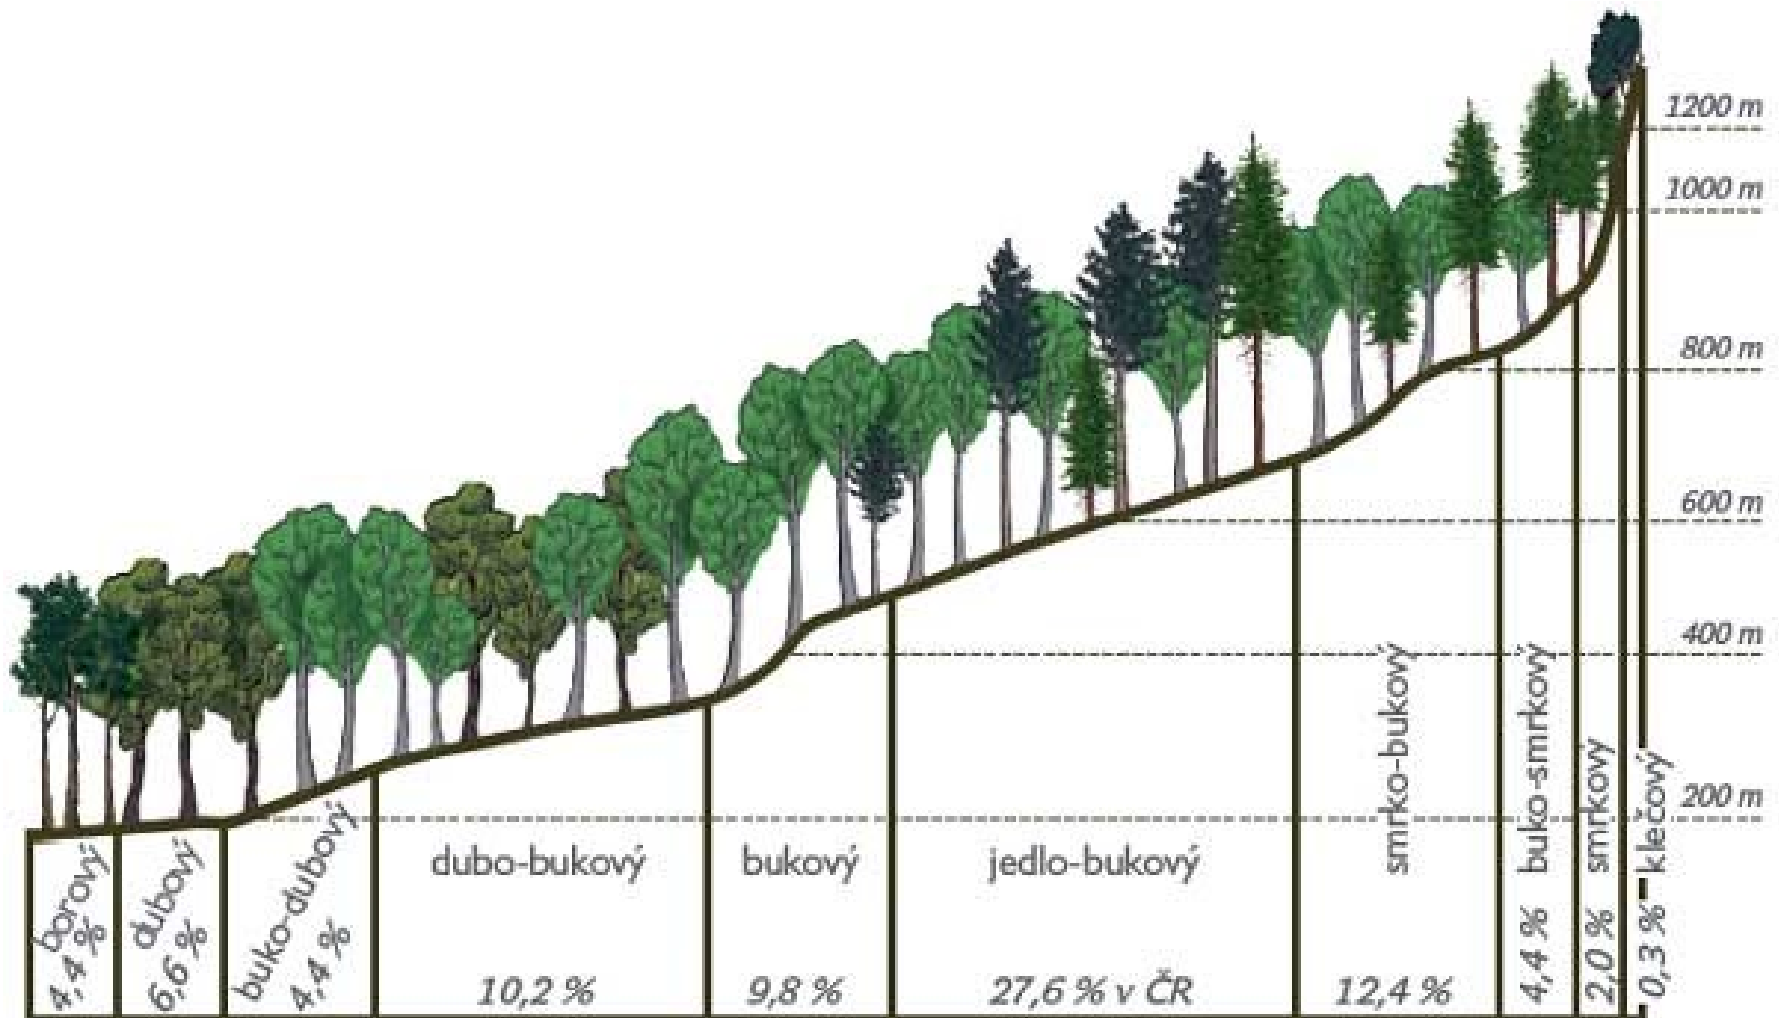 1200 m
1000 m
800 m
600 m
400 m
200 m
borový
4,4 %
dubový
6,6 %
buko-dubový
4,4 %
dubo-bukový
10,2 %
bukový
9,8 %
jedlo-bukový
27,6 % v ČR
smrko-bukový
12,4 %
buko-smrkový
4,4 %
smrkový
2,0 %
klečový
0,3 %